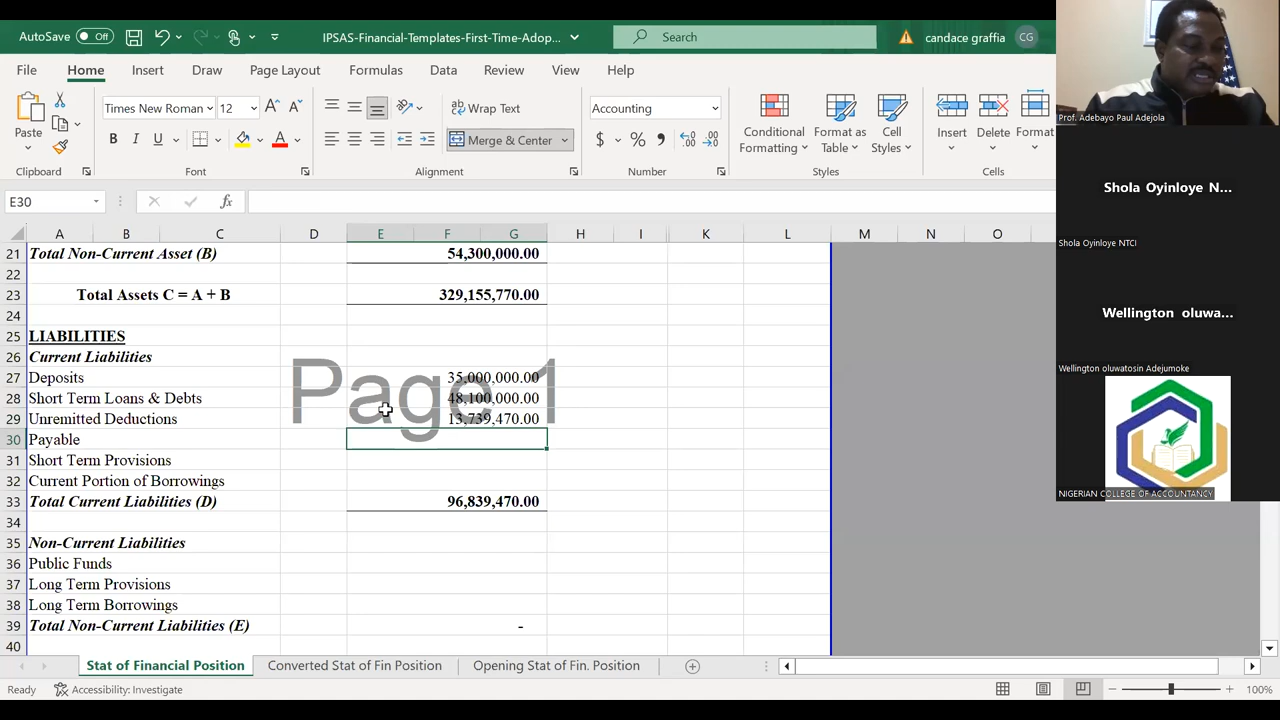 AutoSave Off IPSAS-Financial-Templates-First-Time-Adop... Search candace graffia CG
File Home Insert Draw Page Layout Formulas Data Review View Help
Paste Times New Roman 12 Wrap Text Accounting Conditional Formatting Format as Table Cell Styles Insert Delete Format
B I U A Merge & Center $ % 9
Clipboard Font Alignment Number Styles Cells
E30 fx
A B C D E F G H I J K L M N O
21 Total Non-Current Asset (B) 54,300,000.00
22
23 Total Assets C = A + B 329,155,770.00
24
25 LIABILITIES
26 Current Liabilities
27 Deposits 35,000,000.00
28 Short Term Loans & Debts 48,100,000.00
29 Unremitted Deductions 13,739,470.00
30 Payable
31 Short Term Provisions
32 Current Portion of Borrowings
33 Total Current Liabilities (D) 96,839,470.00
34
35 Non-Current Liabilities
36 Public Funds
37 Long Term Provisions
38 Long Term Borrowings
39 Total Non-Current Liabilities (E) -
40
Page 1
Stat of Financial Position Converted Stat of Fin Position Opening Stat of Fin. Position
Ready Accessibility: Investigate 100%
Prof. Adebayo Paul Adejola
Shola Oyinloye N...
Shola Oyinloye NTCI
Wellington oluwa...
Wellington oluwatosin Adejumoke
NIGERIAN COLLEGE OF ACCOUNTANCY